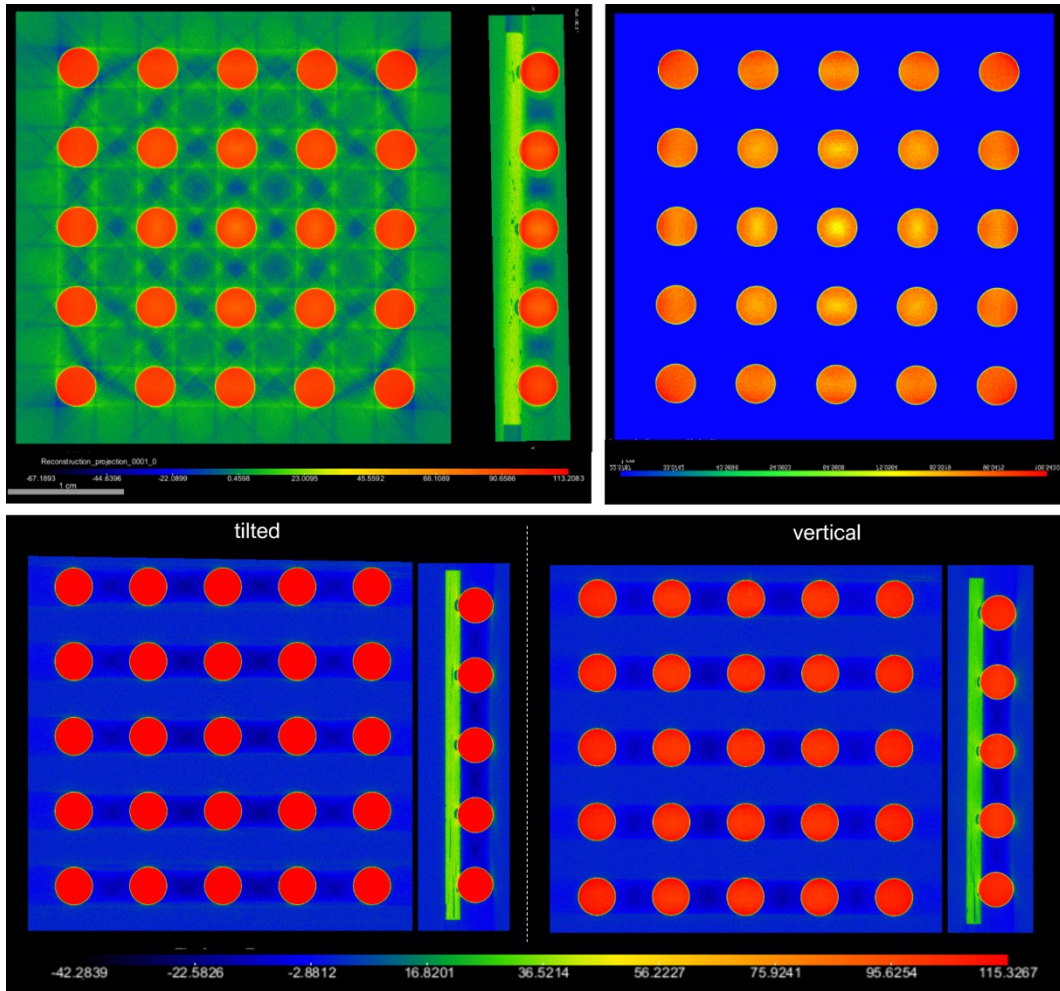 Reconstruction_projection_0001_0
-67.1893 -44.6396 -22.0899 0.4598 23.0095 45.5592 68.1089 90.6586 113.2083
1 cm
tilted
vertical
-42.2839 -22.5826 -2.8812 16.8201 36.5214 56.2227 75.9241 95.6254 115.3267